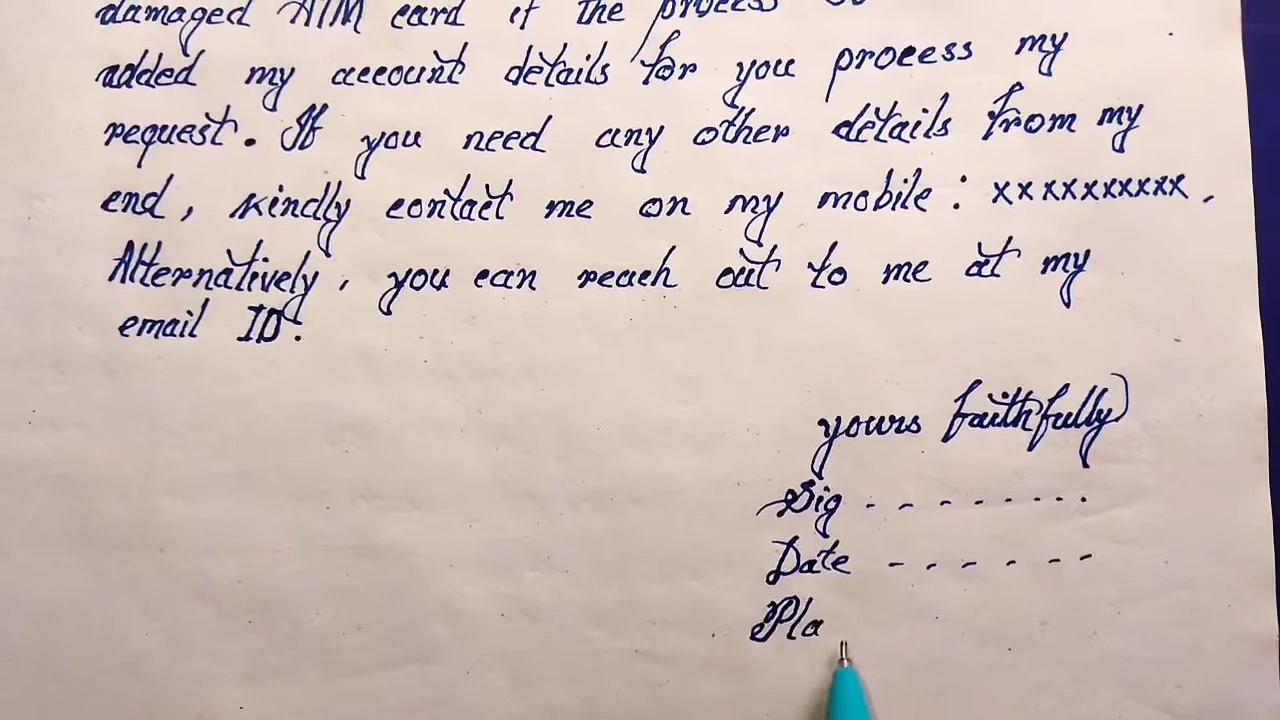 damaged ATM card if the process
added my account details for you process my
request. If you need any other details from my
end, kindly contact me on my mobile : xxxxxxxxxx.
Alternatively, you can reach out to me at my
email ID.
yours faithfully
Sig - - - - - - - .
Date - - - - - -
Pla